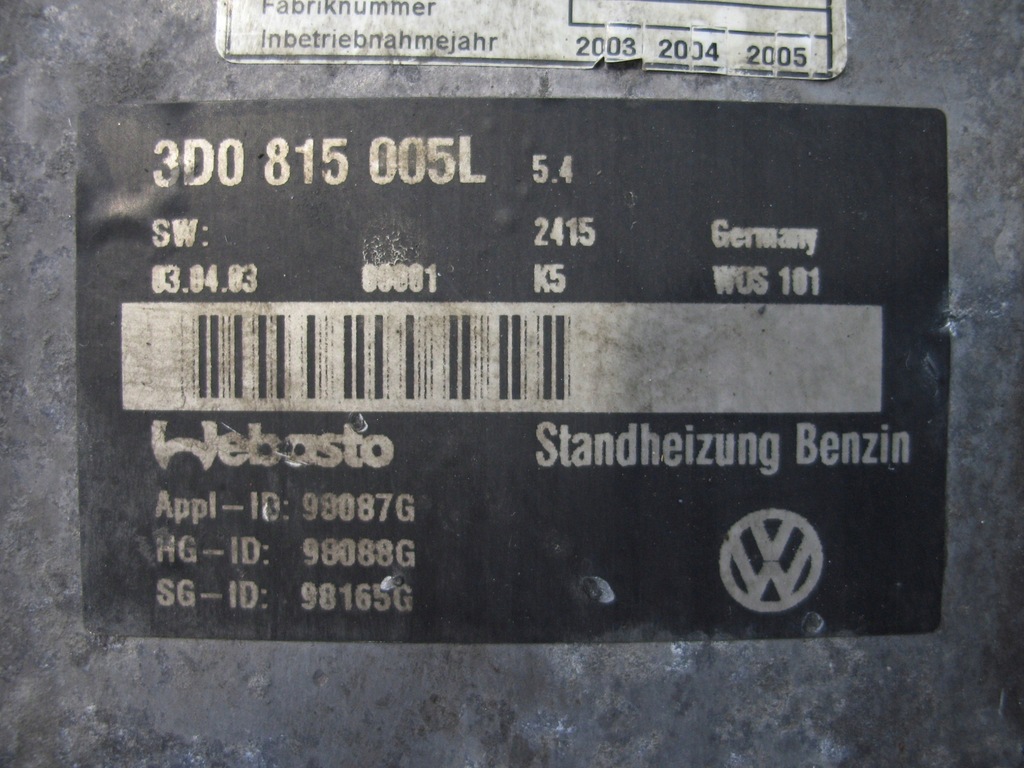 Fabriknummer
Inbetriebnahmejahr 2003 2004 2005
3D0 815 005L 5.4
SW: 2415 Germany
03.04.03 00001 K5 WOS 101
Webasto Standheizung Benzin
Appl-ID: 98087G
HG-ID: 98088G
SG-ID: 98165G